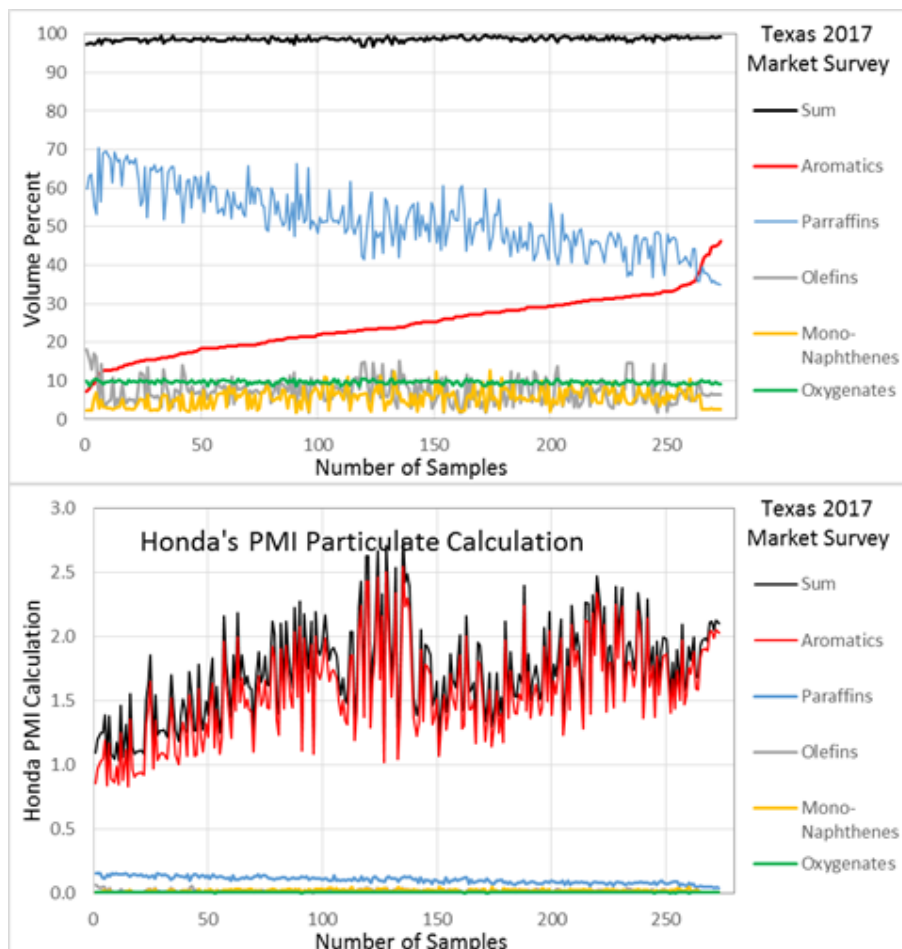 Texas 2017
Market Survey
100
90
80
70
60
50
40
30
20
10
0
Volume Percent
0 50 100 150 200 250
Number of Samples
Sum
Aromatics
Parraffins
Olefins
Mono-
Naphthenes
Oxygenates
Texas 2017
Market Survey
Honda's PMI Particulate Calculation
3.0
2.5
2.0
1.5
1.0
0.5
0.0
Honda PMI Calculation
0 50 100 150 200 250
Number of Samples
Sum
Aromatics
Paraffins
Olefins
Mono-
Naphthenes
Oxygenates